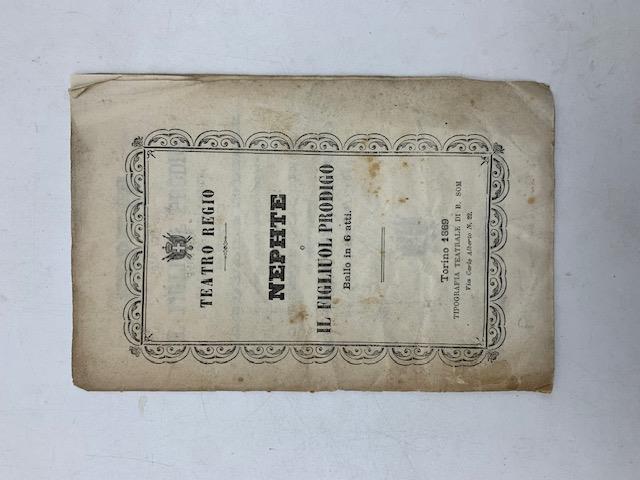 TEATRO REGIO
NEPHTE
O
IL FIGLIUOL PRODIGO
Ballo in 6 atti.
Torino 1869
TIPOGRAFIA TEATRALE DI B. SOM
Via Carlo Alberto N. 22.